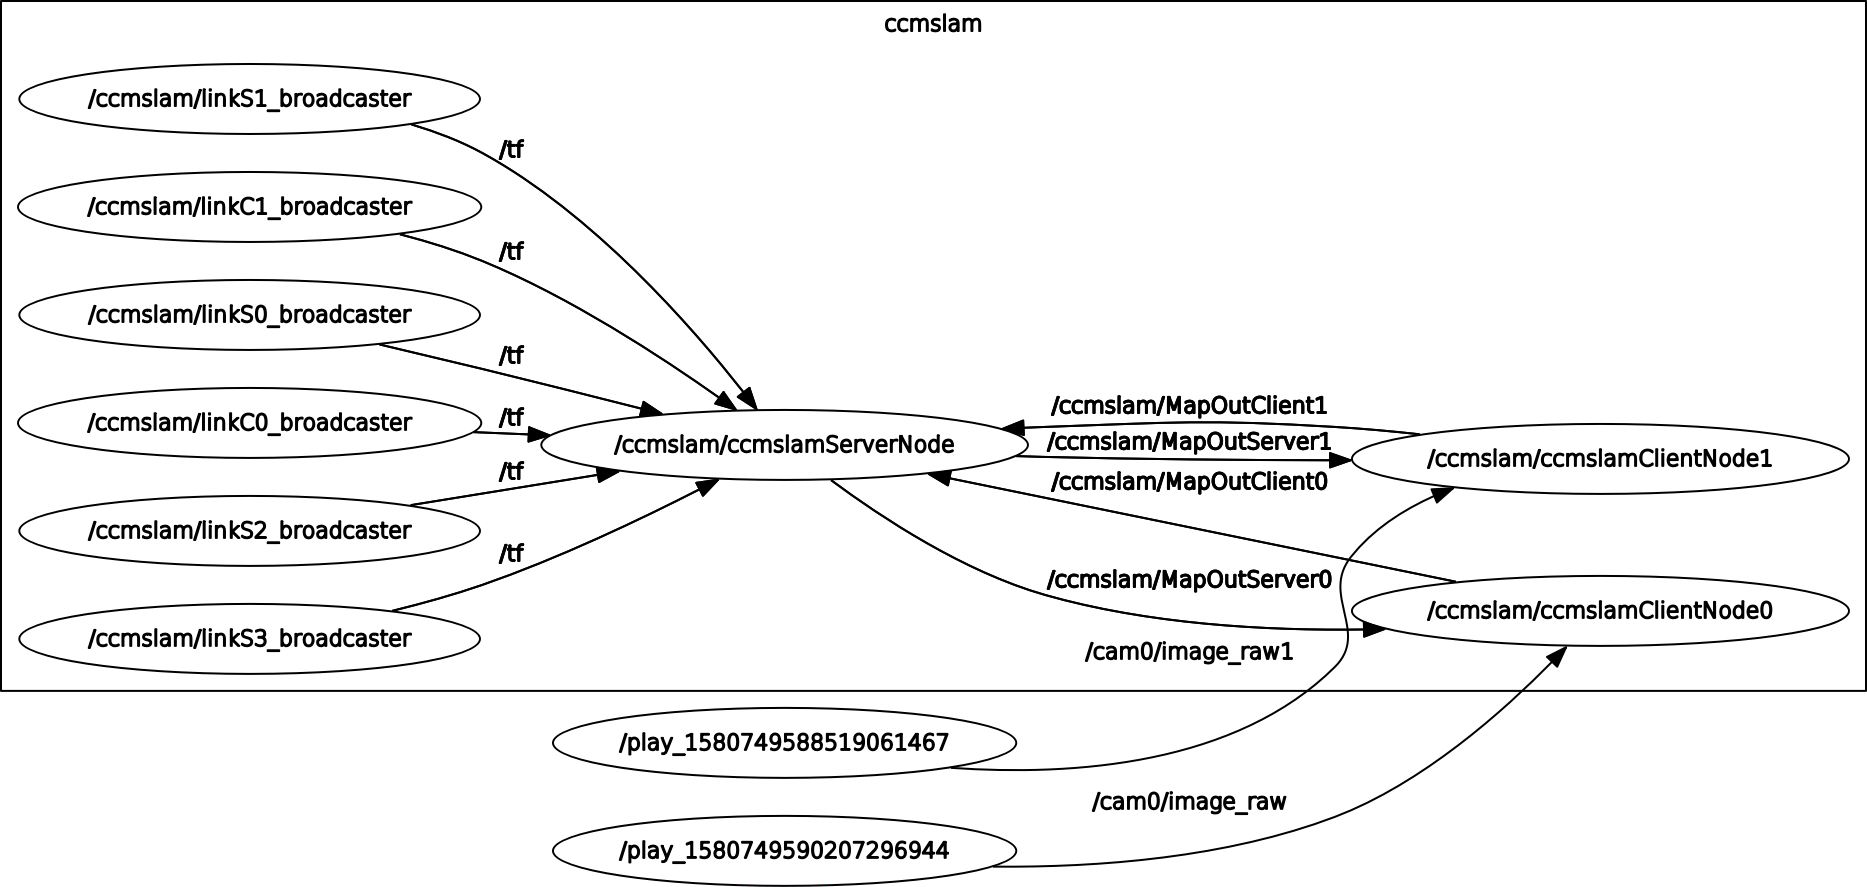 ccmslam
/ccmslam/linkS1_broadcaster
/tf
/ccmslam/linkC1_broadcaster
/tf
/ccmslam/linkS0_broadcaster
/tf
/ccmslam/linkC0_broadcaster
/tf
/ccmslam/linkS2_broadcaster
/tf
/ccmslam/linkS3_broadcaster
/tf
/ccmslam/ccmslamServerNode
/ccmslam/MapOutClient1
/ccmslam/MapOutServer1
/ccmslam/MapOutClient0
/ccmslam/MapOutServer0
/ccmslam/ccmslamClientNode1
/ccmslam/ccmslamClientNode0
/cam0/image_raw1
/play_1580749588519061467
/cam0/image_raw
/play_1580749590207296944